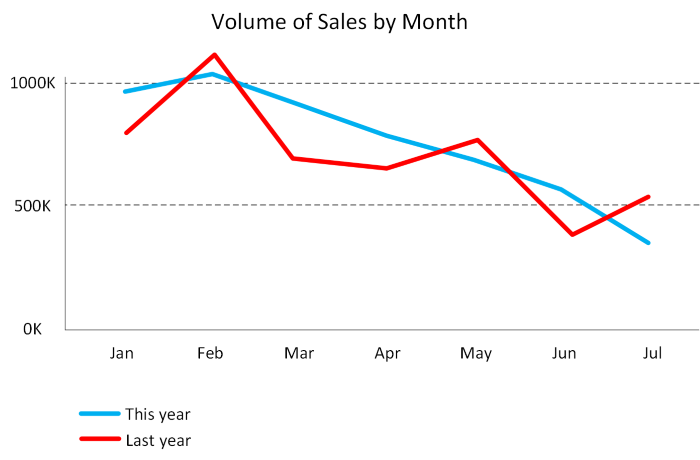 Volume of Sales by Month
1000K
500K
0K
Jan Feb Mar Apr May Jun Jul
This year
Last year